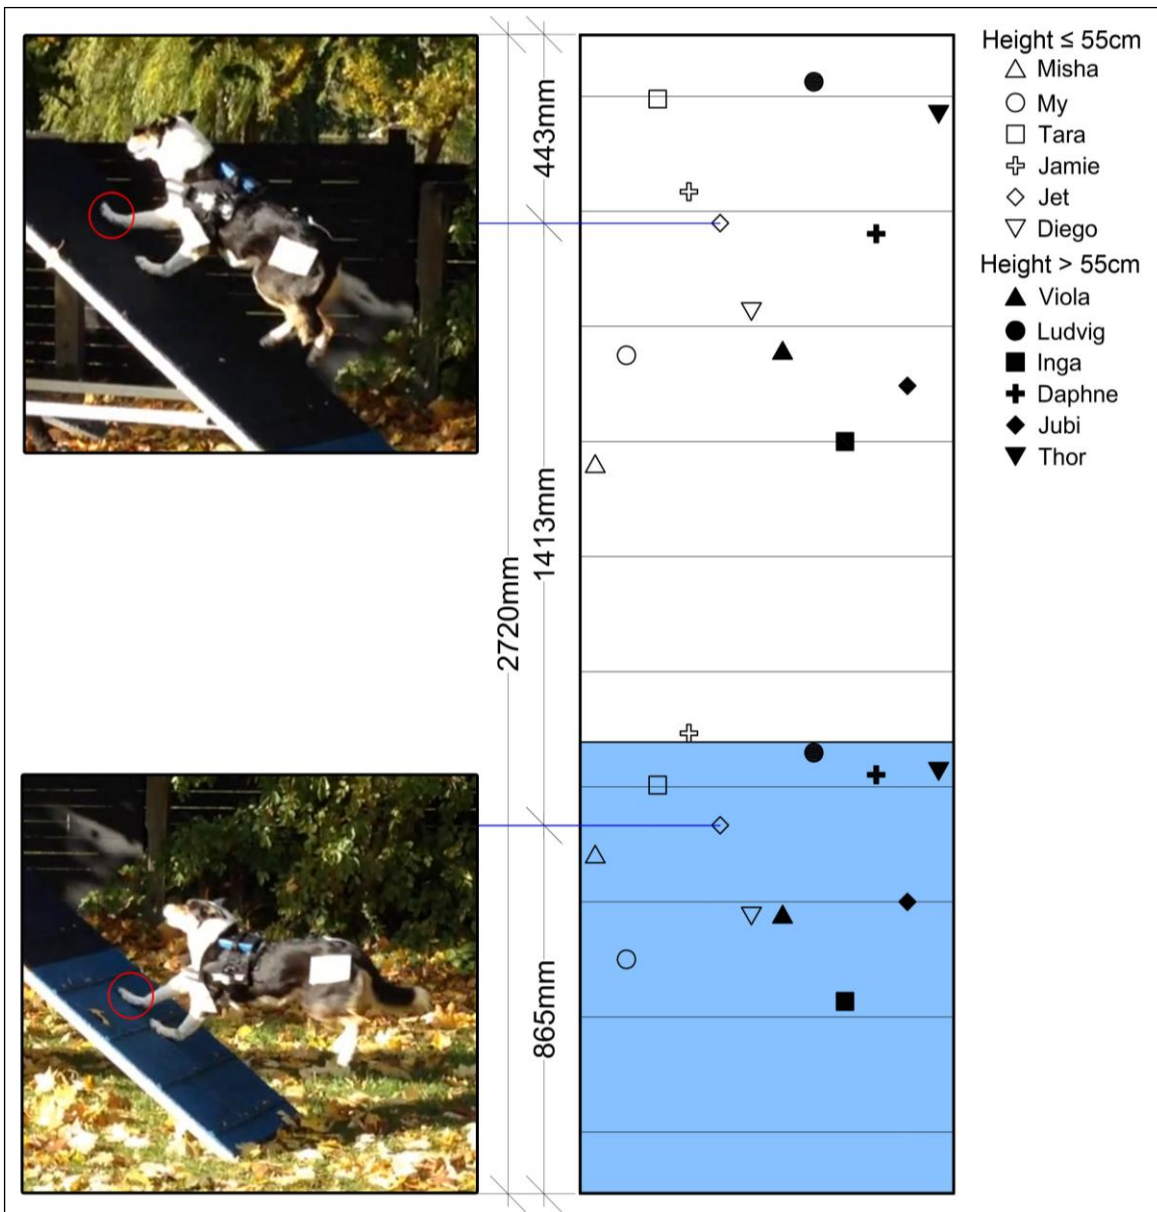 Height ≤ 55cm
Misha
My
Tara
Jamie
Jet
Diego
Height > 55cm
Viola
Ludvig
Inga
Daphne
Jubi
Thor
443mm
1413mm
2720mm
865mm